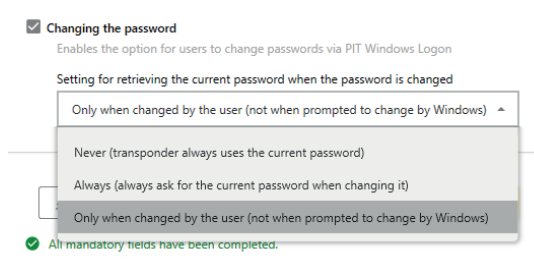 Changing the password
Enables the option for users to change passwords via PIT Windows Logon
Setting for retrieving the current password when the password is changed
Only when changed by the user (not when prompted to change by Windows)
Never (transponder always uses the current password)
Always (always ask for the current password when changing it)
Only when changed by the user (not when prompted to change by Windows)
All mandatory fields have been completed.